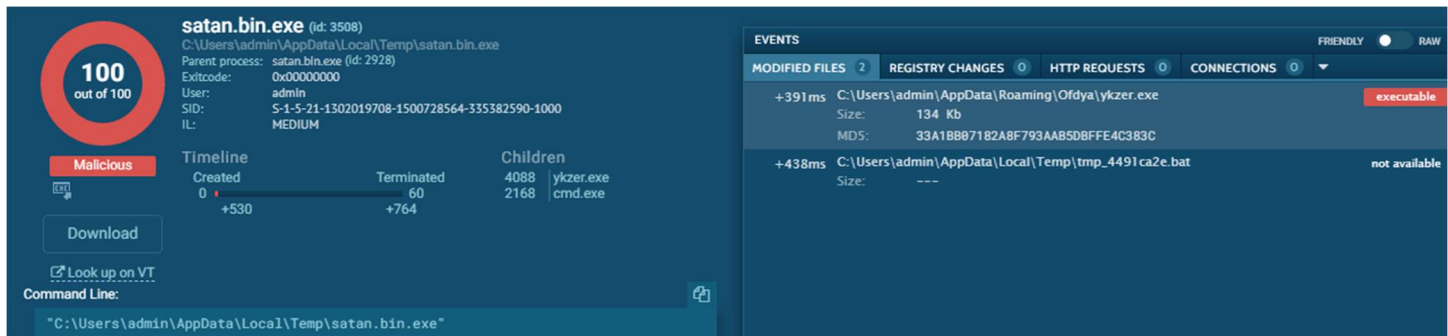 satan.bin.exe (id: 3508)
C:\Users\admin\AppData\Local\Temp\satan.bin.exe
Parent process: satan.bin.exe (id: 2928)
Exitcode: 0x00000000
User: admin
SID: S-1-5-21-1302019708-1500728564-335382590-1000
IL: MEDIUM
100
out of 100
Malicious
EXE
Download
Look up on VT
Timeline
Created Terminated
0 60
+530 +764
Children
4088 ykzer.exe
2168 cmd.exe
Command Line:
"C:\Users\admin\AppData\Local\Temp\satan.bin.exe"
EVENTS FRIENDLY RAW
MODIFIED FILES 2 REGISTRY CHANGES 0 HTTP REQUESTS 0 CONNECTIONS 0
+391ms C:\Users\admin\AppData\Roaming\Ofdya\ykzer.exe executable
Size: 134 Kb
MD5: 33A1BB07182A8F793AAB5DBFFE4C383C
+438ms C:\Users\admin\AppData\Local\Temp\tmp_4491ca2e.bat not available
Size: ---